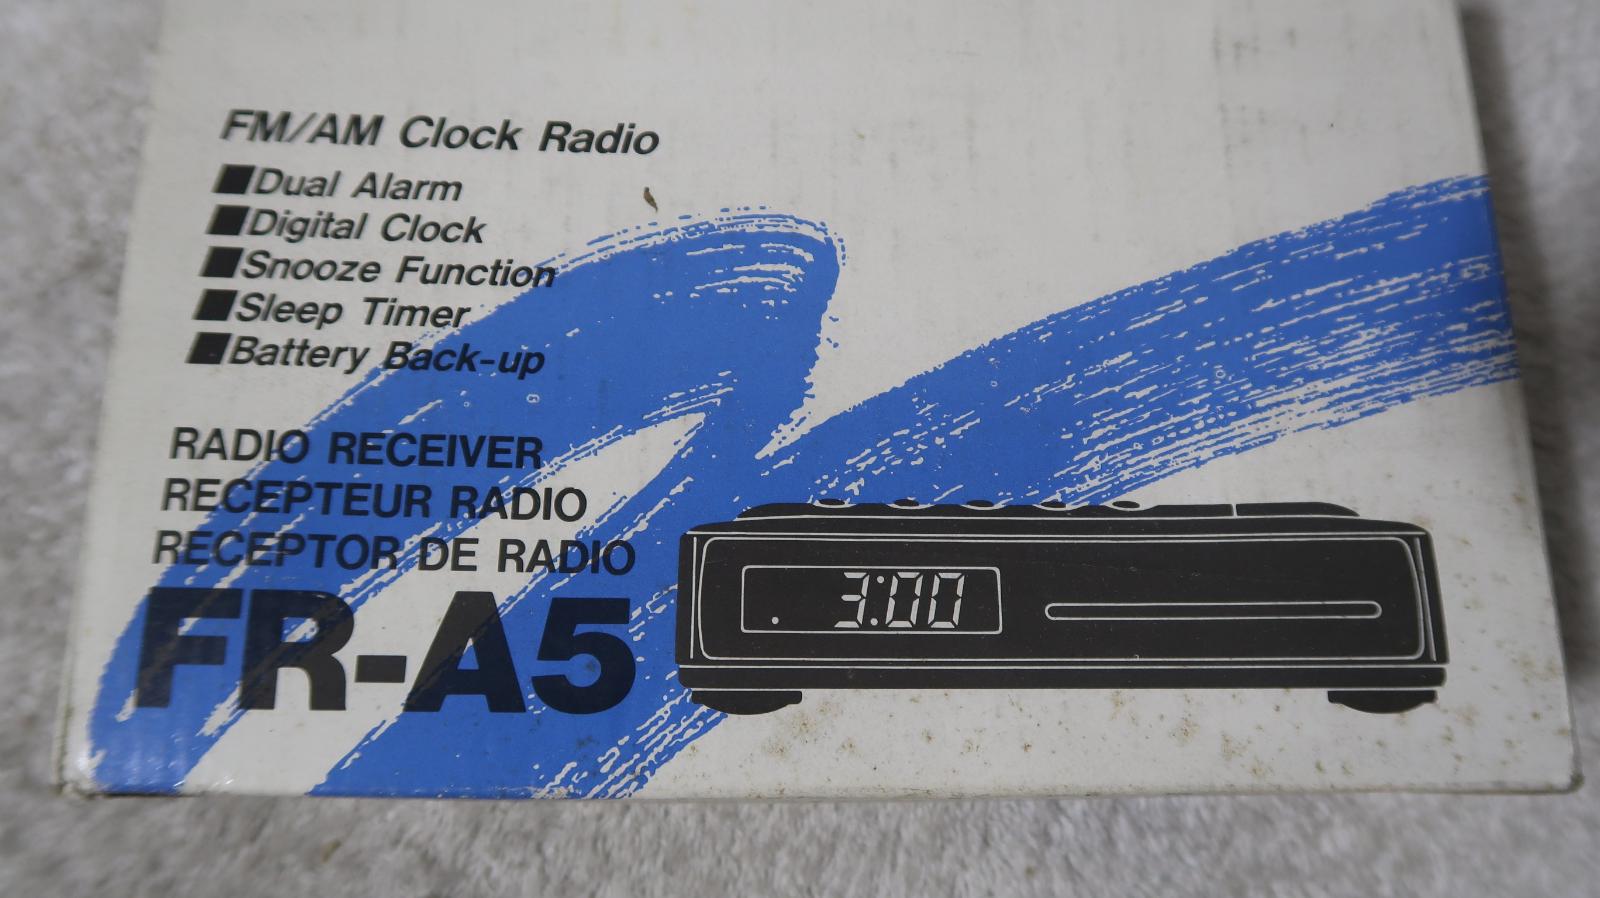 FM/AM Clock Radio
■Dual Alarm
■Digital Clock
■Snooze Function
■Sleep Timer
■Battery Back-up
RADIO RECEIVER
RECEPTEUR RADIO
RECEPTOR DE RADIO
FR-A5
3:00